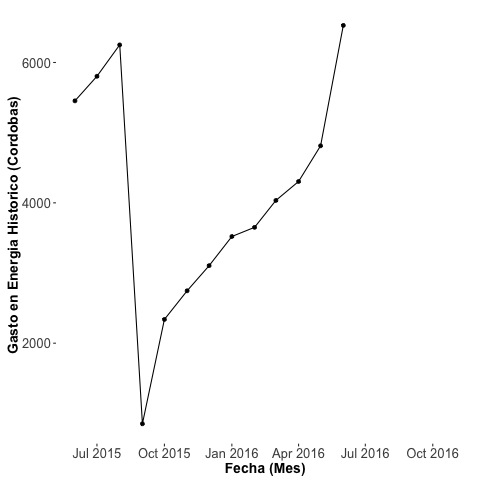 Gasto en Energia Historico (Cordobas)
6000
4000
2000
Jul 2015 Oct 2015 Jan 2016 Apr 2016 Jul 2016 Oct 2016
Fecha (Mes)